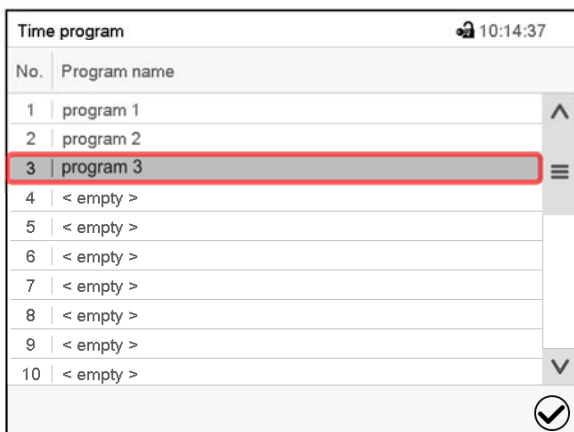 Time program 10:14:37
No. Program name
1 program 1
2 program 2
3 program 3
4 < empty >
5 < empty >
6 < empty >
7 < empty >
8 < empty >
9 < empty >
10 < empty >